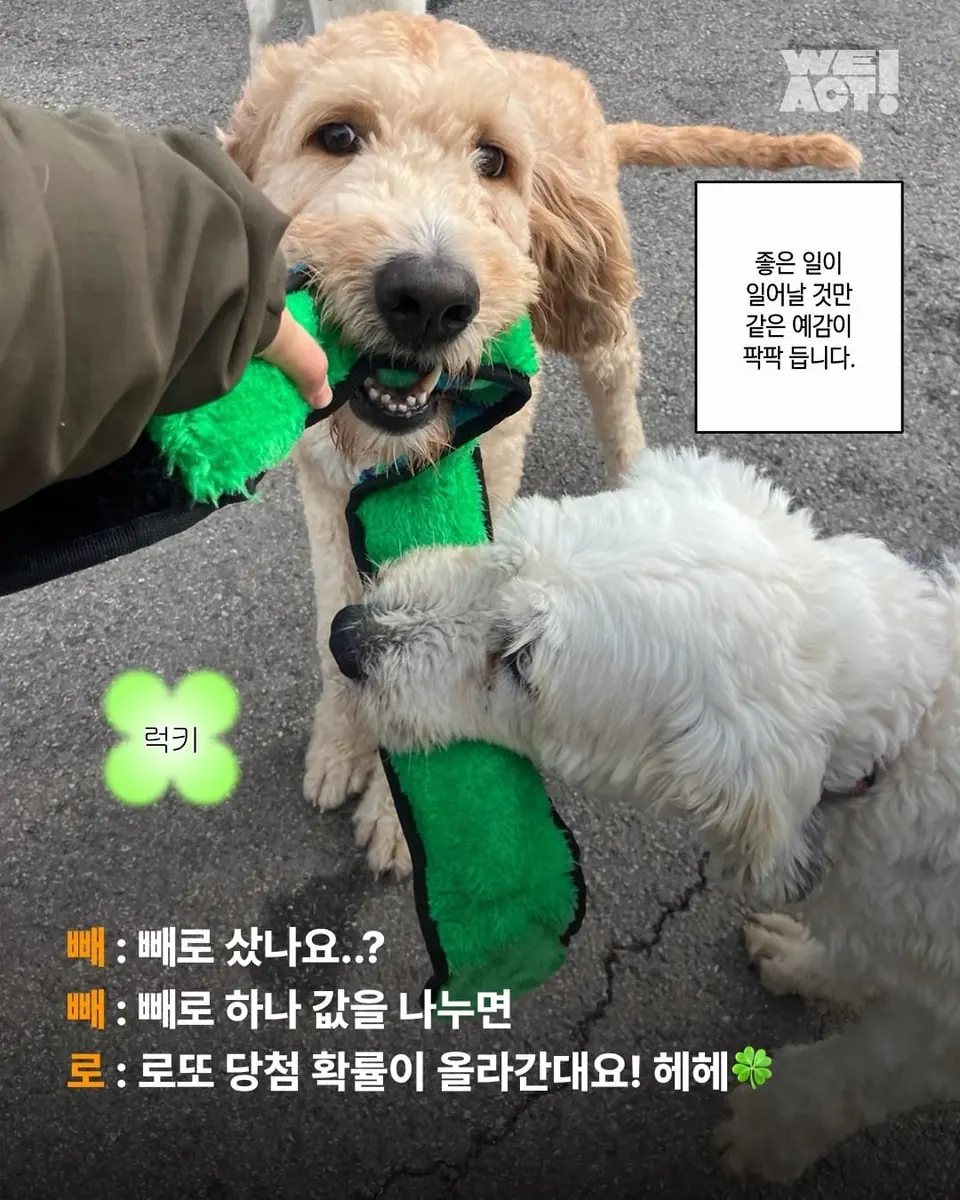 WE
ACT!
좋은 일이
일어날 것만
같은 예감이
팍팍 듭니다.
럭키
빼 : 빼로 샀나요..?
빼 : 빼로 하나 값을 나누면
로 : 로또 당첨 확률이 올라간대요! 헤헤🍀